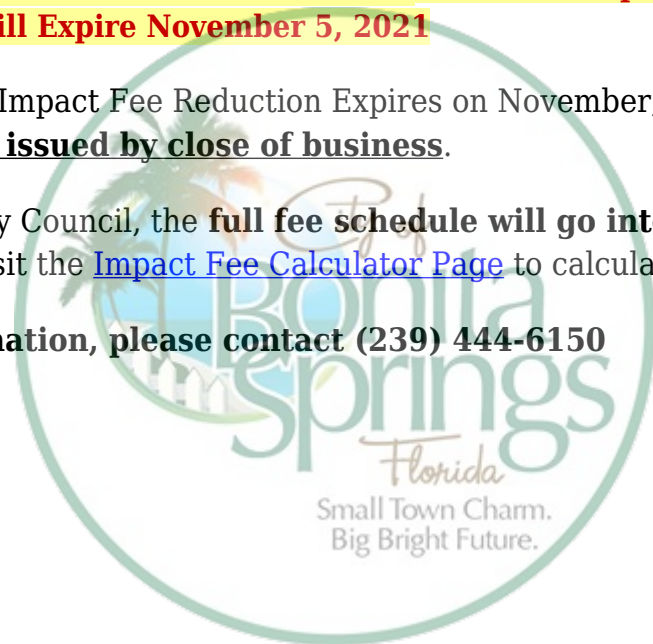 ill Expire November 5, 2021
Impact Fee Reduction Expires on November,
issued by close of business.
y Council, the full fee schedule will go int
sit the Impact Fee Calculator Page to calcula
nation, please contact (239) 444-6150
City of
Bonita
Springs
Florida
Small Town Charm.
Big Bright Future.